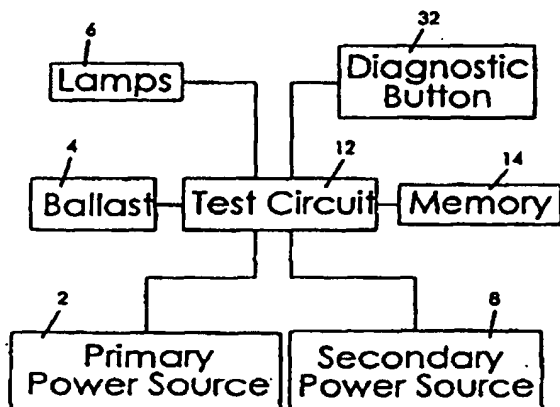 6
32
Lamps
Diagnostic
Button
4
12
14
Ballast
Test Circuit
Memory
2
8
Primary
Power Source
Secondary
Power Source